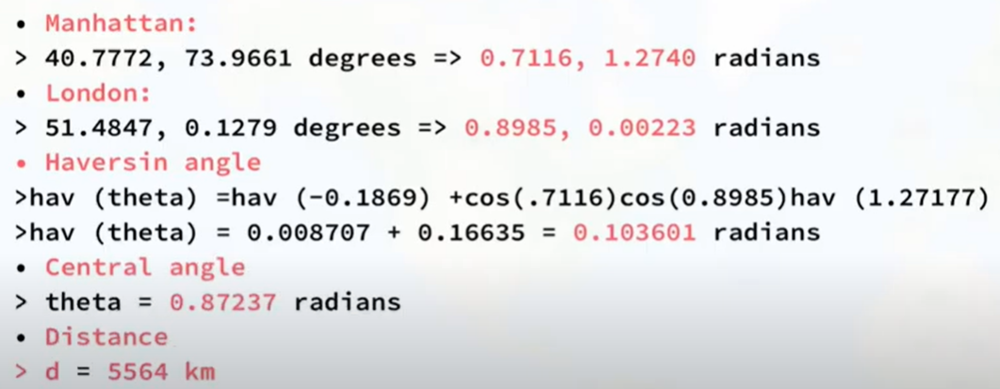 • Manhattan:
> 40.7772, 73.9661 degrees => 0.7116, 1.2740 radians
• London:
> 51.4847, 0.1279 degrees => 0.8985, 0.00223 radians
• Haversin angle
>hav (theta) =hav (-0.1869) +cos(.7116)cos(0.8985)hav (1.27177)
>hav (theta) = 0.008707 + 0.16635 = 0.103601 radians
• Central angle
> theta = 0.87237 radians
• Distance
> d = 5564 km